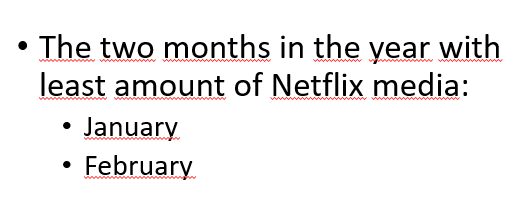 • The two months in the year with
least amount of Netflix media:
• January
• February